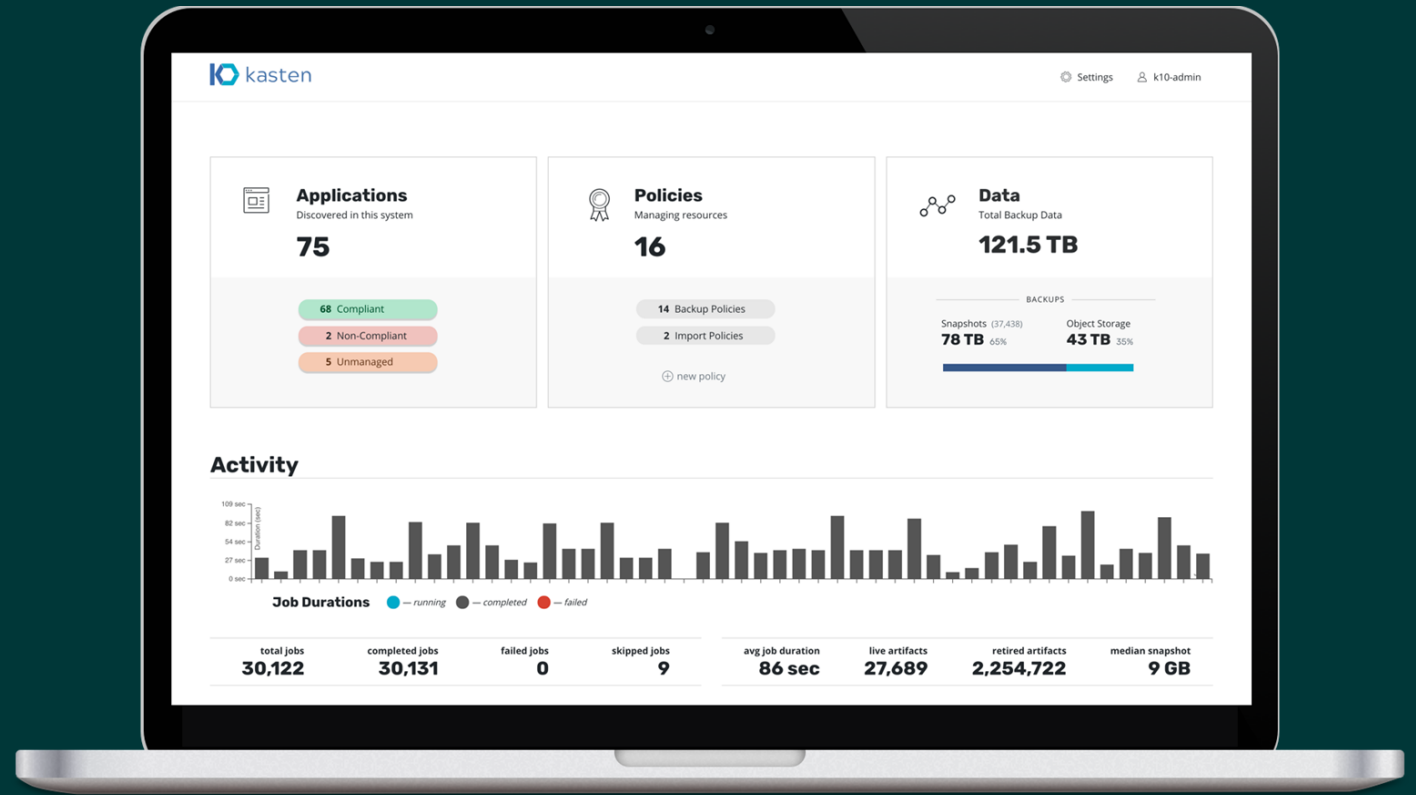 kasten
Settings
k10-admin
Applications
Discovered in this system
75
68 Compliant
2 Non-Compliant
5 Unmanaged
Policies
Managing resources
16
14 Backup Policies
2 Import Policies
new policy
Data
Total Backup Data
121.5 TB
BACKUPS
Snapshots (37,438)
78 TB 65%
Object Storage
43 TB 35%
Activity
109 sec
82 sec
54 sec
27 sec
0 sec
Duration (sec)
Job Durations
— running
— completed
— failed
total jobs
30,122
completed jobs
30,131
failed jobs
0
skipped jobs
9
avg job duration
86 sec
live artifacts
27,689
retired artifacts
2,254,722
median snapshot
9 GB